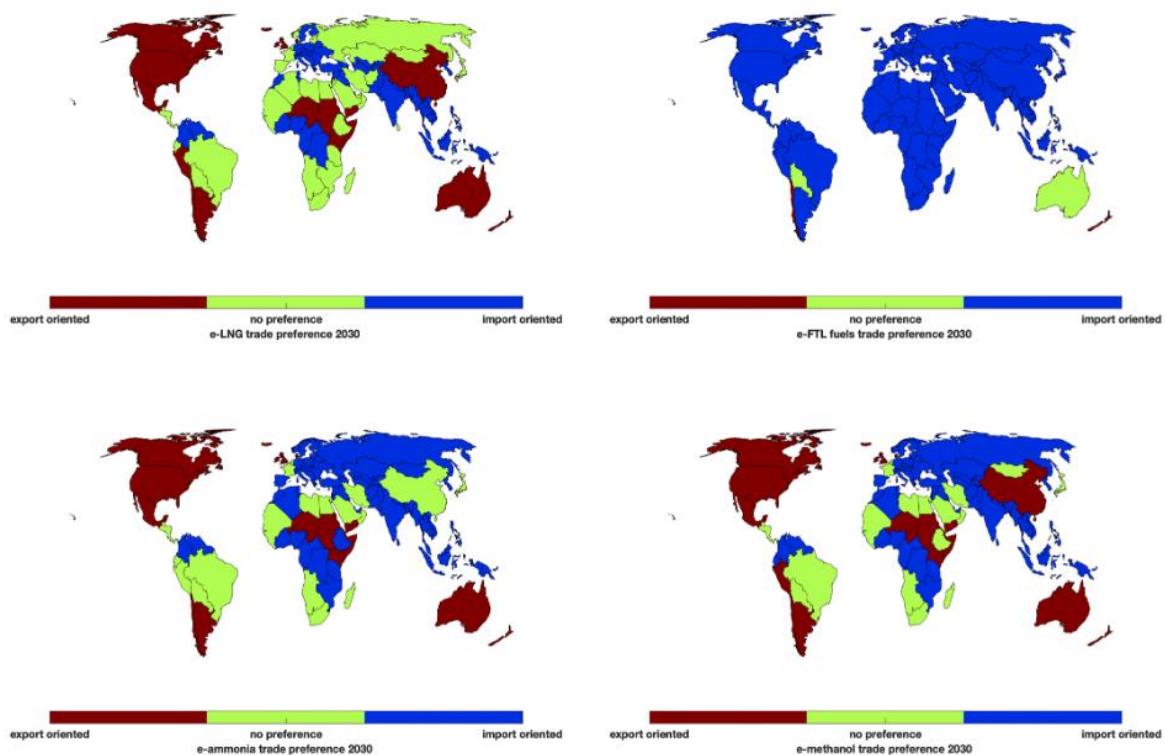 export oriented no preference import oriented
e-LNG trade preference 2030
export oriented no preference import oriented
e-FTL fuels trade preference 2030
export oriented no preference import oriented
e-ammonia trade preference 2030
export oriented no preference import oriented
e-methanol trade preference 2030